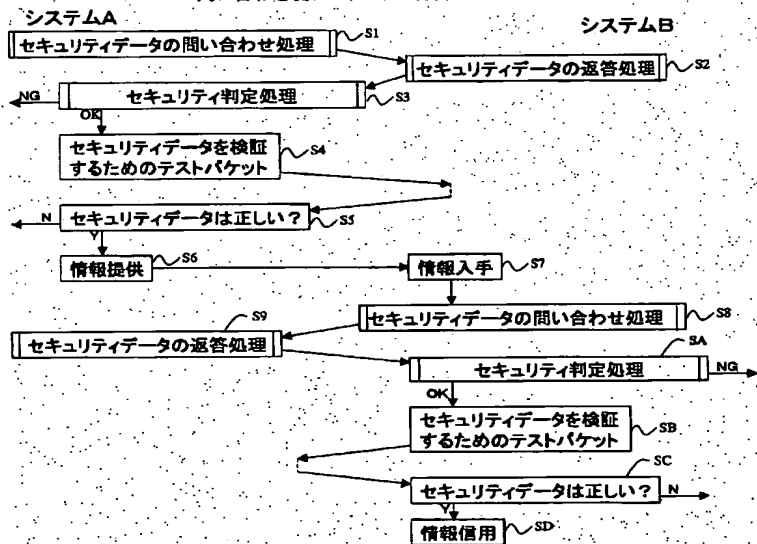 システムA
システムB
セキュリティデータの問い合わせ処理
S1
セキュリティデータの返答処理
S2
NG
セキュリティ判定処理
S3
OK
セキュリティデータを検証
するためのテストパケット
S4
N
セキュリティデータは正しい？
S5
Y
情報提供
S6
情報入手
S7
セキュリティデータの問い合わせ処理
S8
S9
セキュリティデータの返答処理
SA
セキュリティ判定処理
NG
OK
セキュリティデータを検証
するためのテストパケット
SB
SC
セキュリティデータは正しい？
N
Y
情報信用
SD